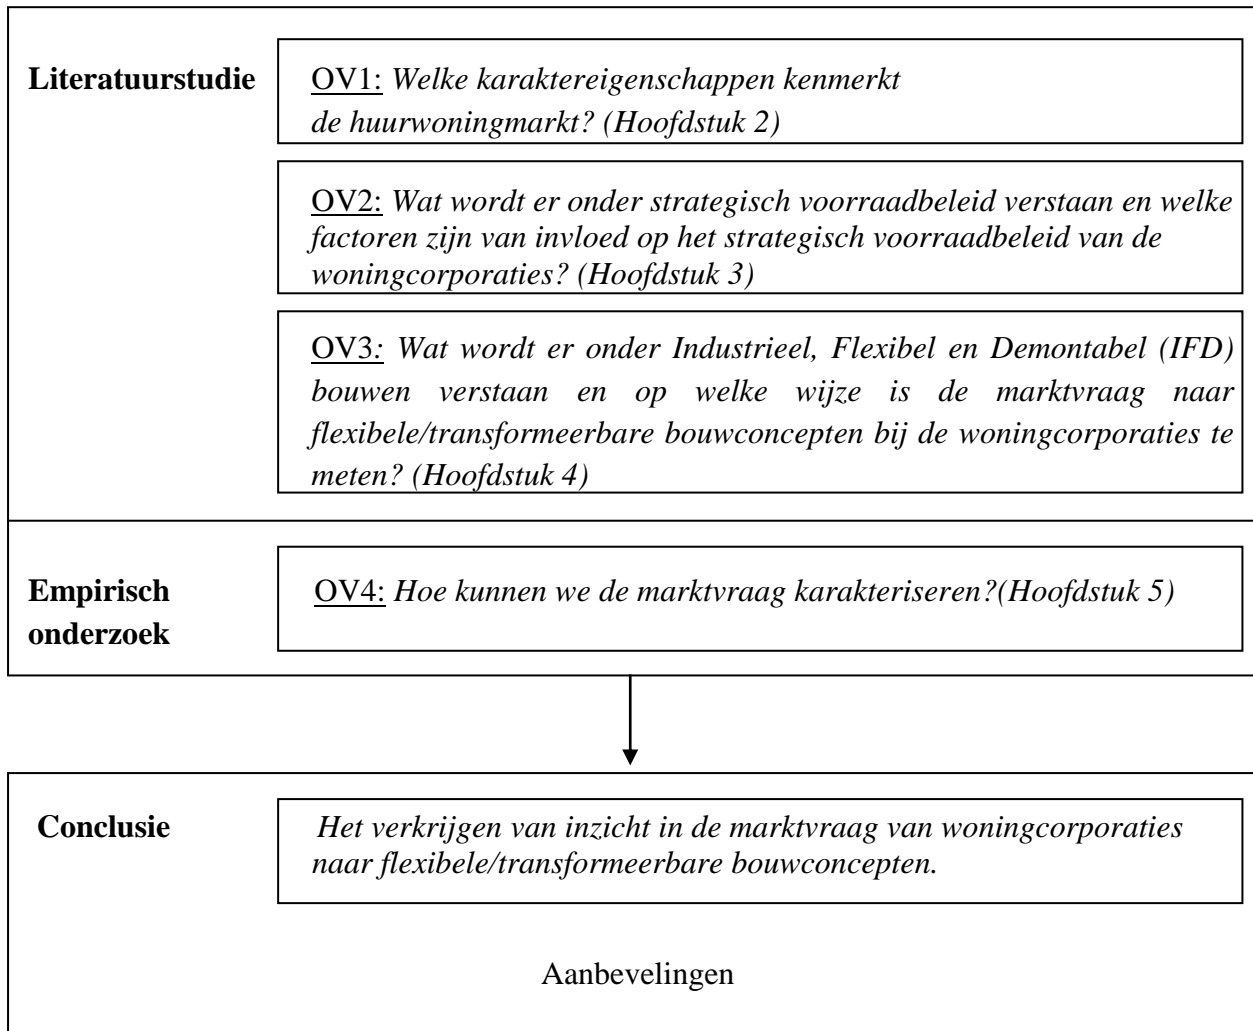 Literatuurstudie
OV1: Welke karaktereigenschappen kenmerkt
de huurwoningmarkt? (Hoofdstuk 2)
OV2: Wat wordt er onder strategisch voorraadbeleid verstaan en welke
factoren zijn van invloed op het strategisch voorraadbeleid van de
woningcorporaties? (Hoofdstuk 3)
OV3: Wat wordt er onder Industrieel, Flexibel en Demontabel (IFD)
bouwen verstaan en op welke wijze is de marktvraag naar
flexibele/transformeerbare bouwconcepten bij de woningcorporaties te
meten? (Hoofdstuk 4)
Empirisch
onderzoek
OV4: Hoe kunnen we de marktvraag karakteriseren?(Hoofdstuk 5)
Conclusie
Het verkrijgen van inzicht in de marktvraag van woningcorporaties
naar flexibele/transformeerbare bouwconcepten.
Aanbevelingen